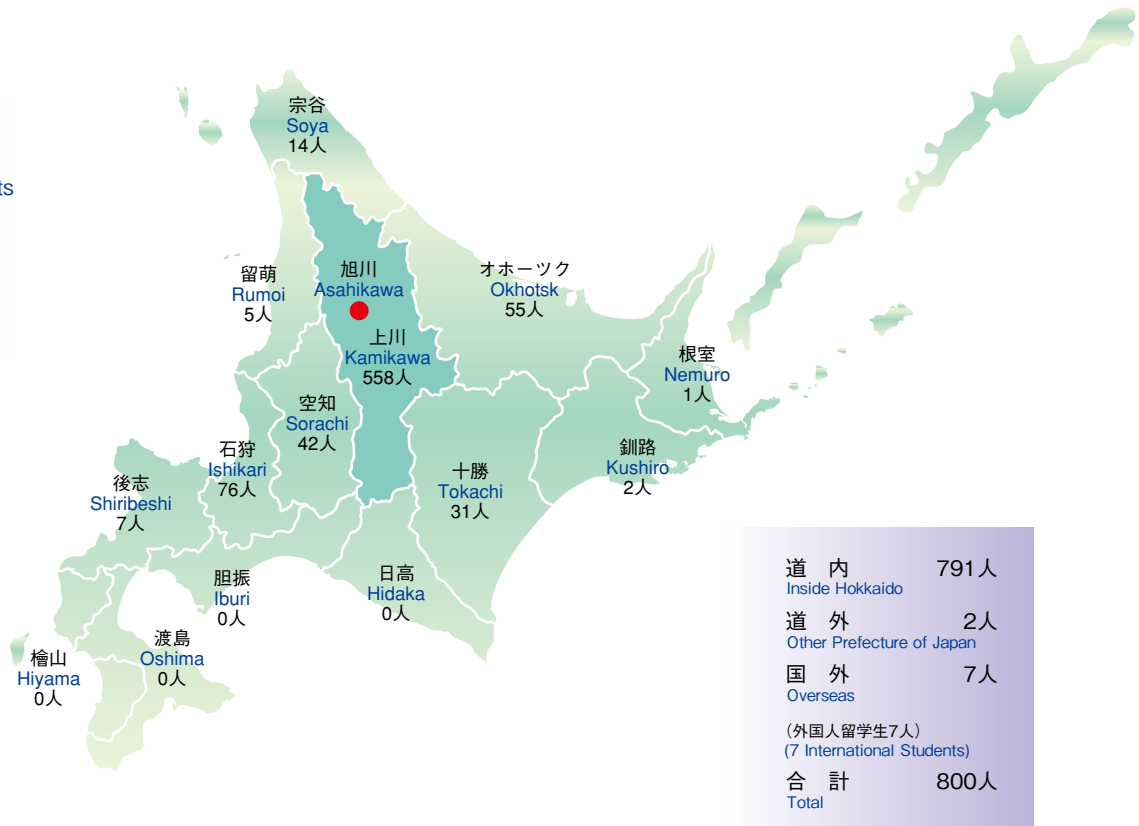 宗谷
Soya
14人
ts
留萌
Rumoi
5人
旭川
Asahikawa
オホーツク
Okhotsk
55人
上川
Kamikawa
558人
根室
Nemuro
1人
空知
Sorachi
42人
石狩
Ishikari
76人
釧路
Kushiro
2人
十勝
Tokachi
31人
後志
Shiribeshi
7人
胆振
Iburi
0人
日高
Hidaka
0人
渡島
Oshima
0人
檜山
Hiyama
0人
道 内 791人
Inside Hokkaido
道 外 2人
Other Prefecture of Japan
国 外 7人
Overseas
(外国人留学生7人)
(7 International Students)
合 計 800人
Total